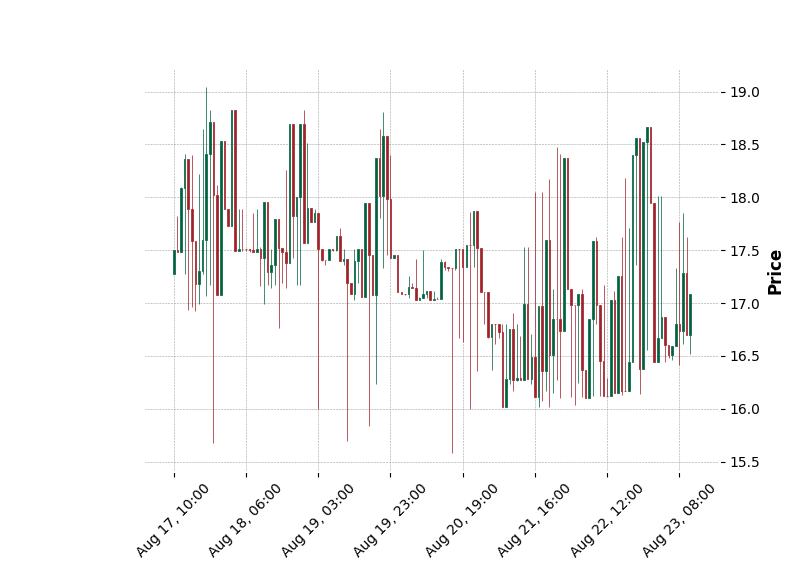 19.0
18.5
18.0
17.5
17.0
16.5
16.0
15.5
Price
Aug 17, 10:00
Aug 18, 06:00
Aug 19, 03:00
Aug 19, 23:00
Aug 20, 19:00
Aug 21, 16:00
Aug 22, 12:00
Aug 23, 08:00